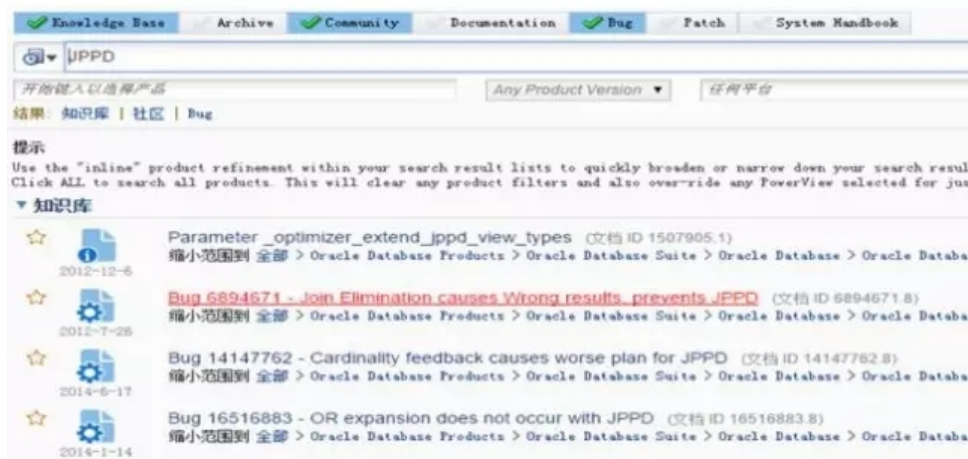 Knowledge Base Archive Community Documentation Bug Patch System Handbook
JPPD
开始键入以选择产品 Any Product Version 任何平台
结果: 知识库 | 社区 | Bug
提示
Use the "inline" product refinement within your search result lists to quickly broaden or narrow down your search resul
Click ALL to search all products. This will clear any product filters and also over-ride any PowerView selected for jus
知识库
Parameter _optimizer_extend_jppd_view_types (文档 ID 1507905.1)
缩小范围到 全部 > Oracle Database Products > Oracle Database Suite > Oracle Database > Oracle Databa
2012-12-6
Bug 6894671 - Join Elimination causes Wrong results, prevents JPPD (文档 ID 6894671.8)
缩小范围到 全部 > Oracle Database Products > Oracle Database Suite > Oracle Database > Oracle Databa
2012-7-26
Bug 14147762 - Cardinality feedback causes worse plan for JPPD (文档 ID 14147762.8)
缩小范围到 全部 > Oracle Database Products > Oracle Database Suite > Oracle Database > Oracle Databa
2014-6-17
Bug 16516883 - OR expansion does not occur with JPPD (文档 ID 16516883.8)
缩小范围到 全部 > Oracle Database Products > Oracle Database Suite > Oracle Database > Oracle Databa
2014-1-14